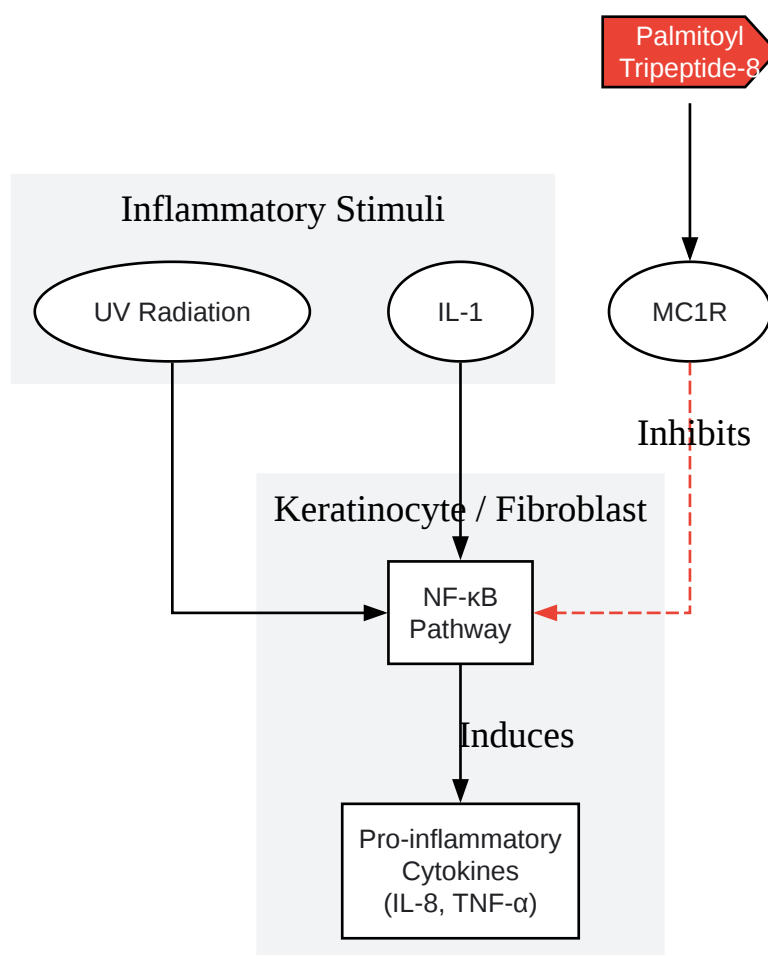 Palmitoyl
Tripeptide-8
Inflammatory Stimuli
UV Radiation
IL-1
MC1R
Inhibits
Keratinocyte / Fibroblast
NF-κB
Pathway
Induces
Pro-inflammatory
Cytokines
(IL-8, TNF-α)